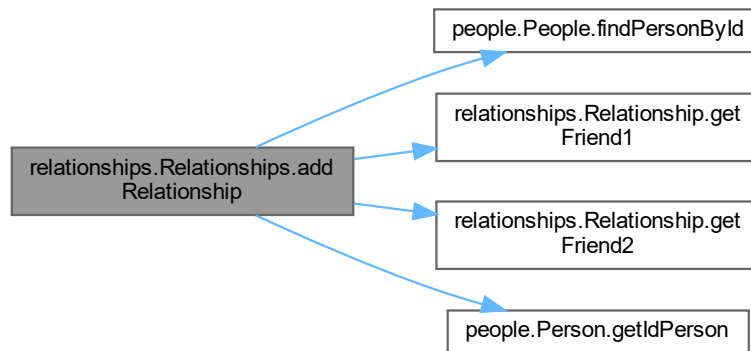 people.People.findPersonById
relationships.Relationship.get
Friend1
relationships.Relationships.add
Relationship
relationships.Relationship.get
Friend2
people.Person.getIdPerson